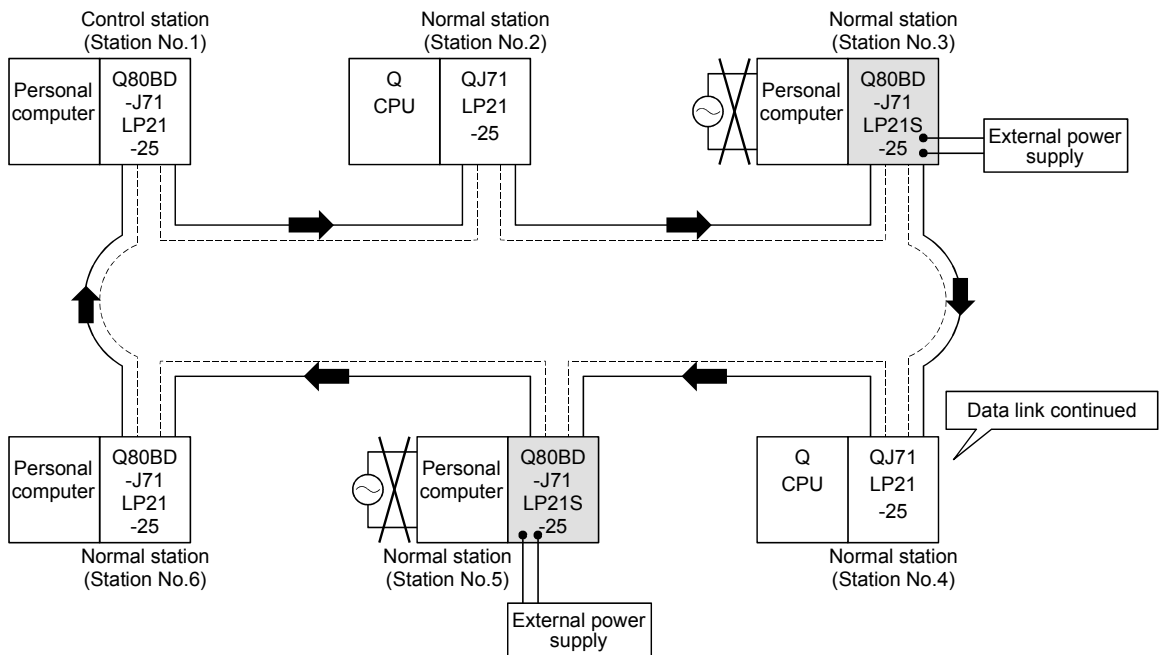 Control station
(Station No.1)
Personal
computer
Q80BD
-J71
LP21
-25
Normal station
(Station No.2)
Q
CPU
QJ71
LP21
-25
Normal station
(Station No.3)
Personal
computer
Q80BD
-J71
LP21S
-25
External power
supply
Personal
computer
Q80BD
-J71
LP21
-25
Normal station
(Station No.6)
Personal
computer
Q80BD
-J71
LP21S
-25
Normal station
(Station No.5)
External power
supply
Data link continued
Q
CPU
QJ71
LP21
-25
Normal station
(Station No.4)